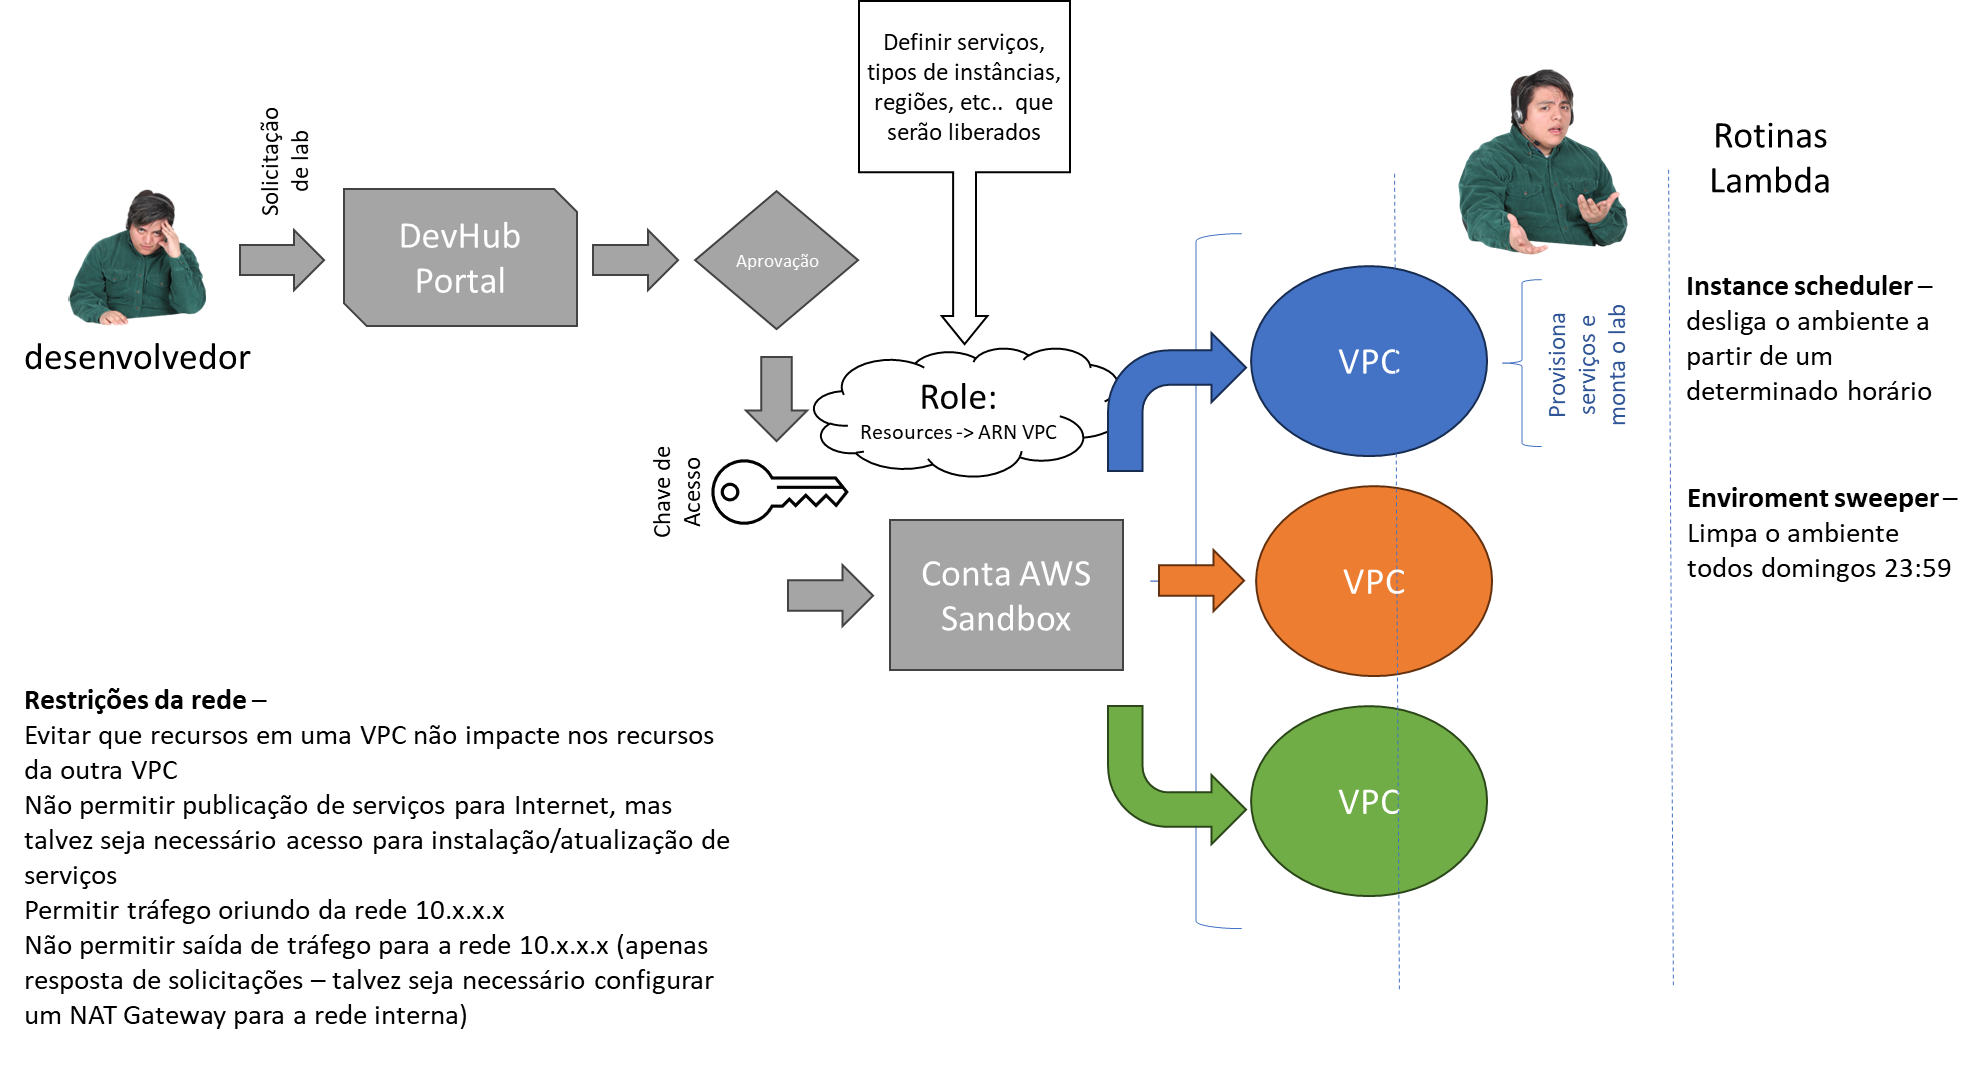 Definir serviços,
tipos de instâncias,
regiões, etc..  que
serão liberados
Solicitação
de lab
DevHub
Portal
Aprovação
desenvolvedor
Role:
Resources -> ARN VPC
Chave de
Acesso
Conta AWS
Sandbox
VPC
VPC
VPC
Provisiona
serviços e
monta o lab
Rotinas
Lambda
Instance scheduler –
desliga o ambiente a
partir de um
determinado horário
Enviroment sweeper –
Limpa o ambiente
todos domingos 23:59
Restrições da rede –
Evitar que recursos em uma VPC não impacte nos recursos
da outra VPC
Não permitir publicação de serviços para Internet, mas
talvez seja necessário acesso para instalação/atualização de
serviços
Permitir tráfego oriundo da rede 10.x.x.x
Não permitir saída de tráfego para a rede 10.x.x.x (apenas
resposta de solicitações – talvez seja necessário configurar
um NAT Gateway para a rede interna)